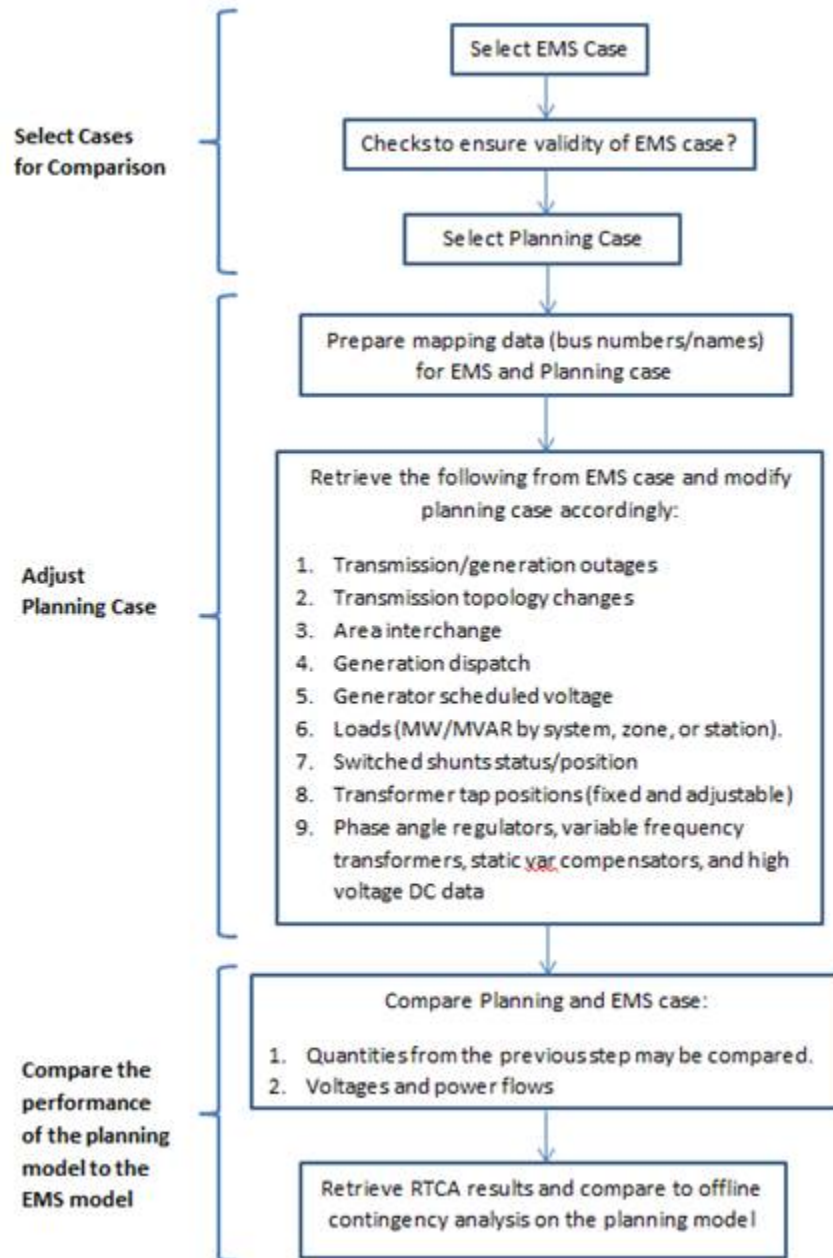 Select EMS Case
Select Cases
for Comparison
Checks to ensure validity of EMS case?
Select Planning Case
Prepare mapping data (bus numbers/names)
for EMS and Planning case
Adjust
Planning Case
Retrieve the following from EMS case and modify
planning case accordingly:
1. Transmission/generation outages
2. Transmission topology changes
3. Area interchange
4. Generation dispatch
5. Generator scheduled voltage
6. Loads (MW/MVAR by system, zone, or station).
7. Switched shunts status/position
8. Transformer tap positions (fixed and adjustable)
9. Phase angle regulators, variable frequency
transformers, static var compensators, and high
voltage DC data
Compare the
performance
of the planning
model to the
EMS model
Compare Planning and EMS case:
1. Quantities from the previous step may be compared.
2. Voltages and power flows
Retrieve RTCA results and compare to offline
contingency analysis on the planning model